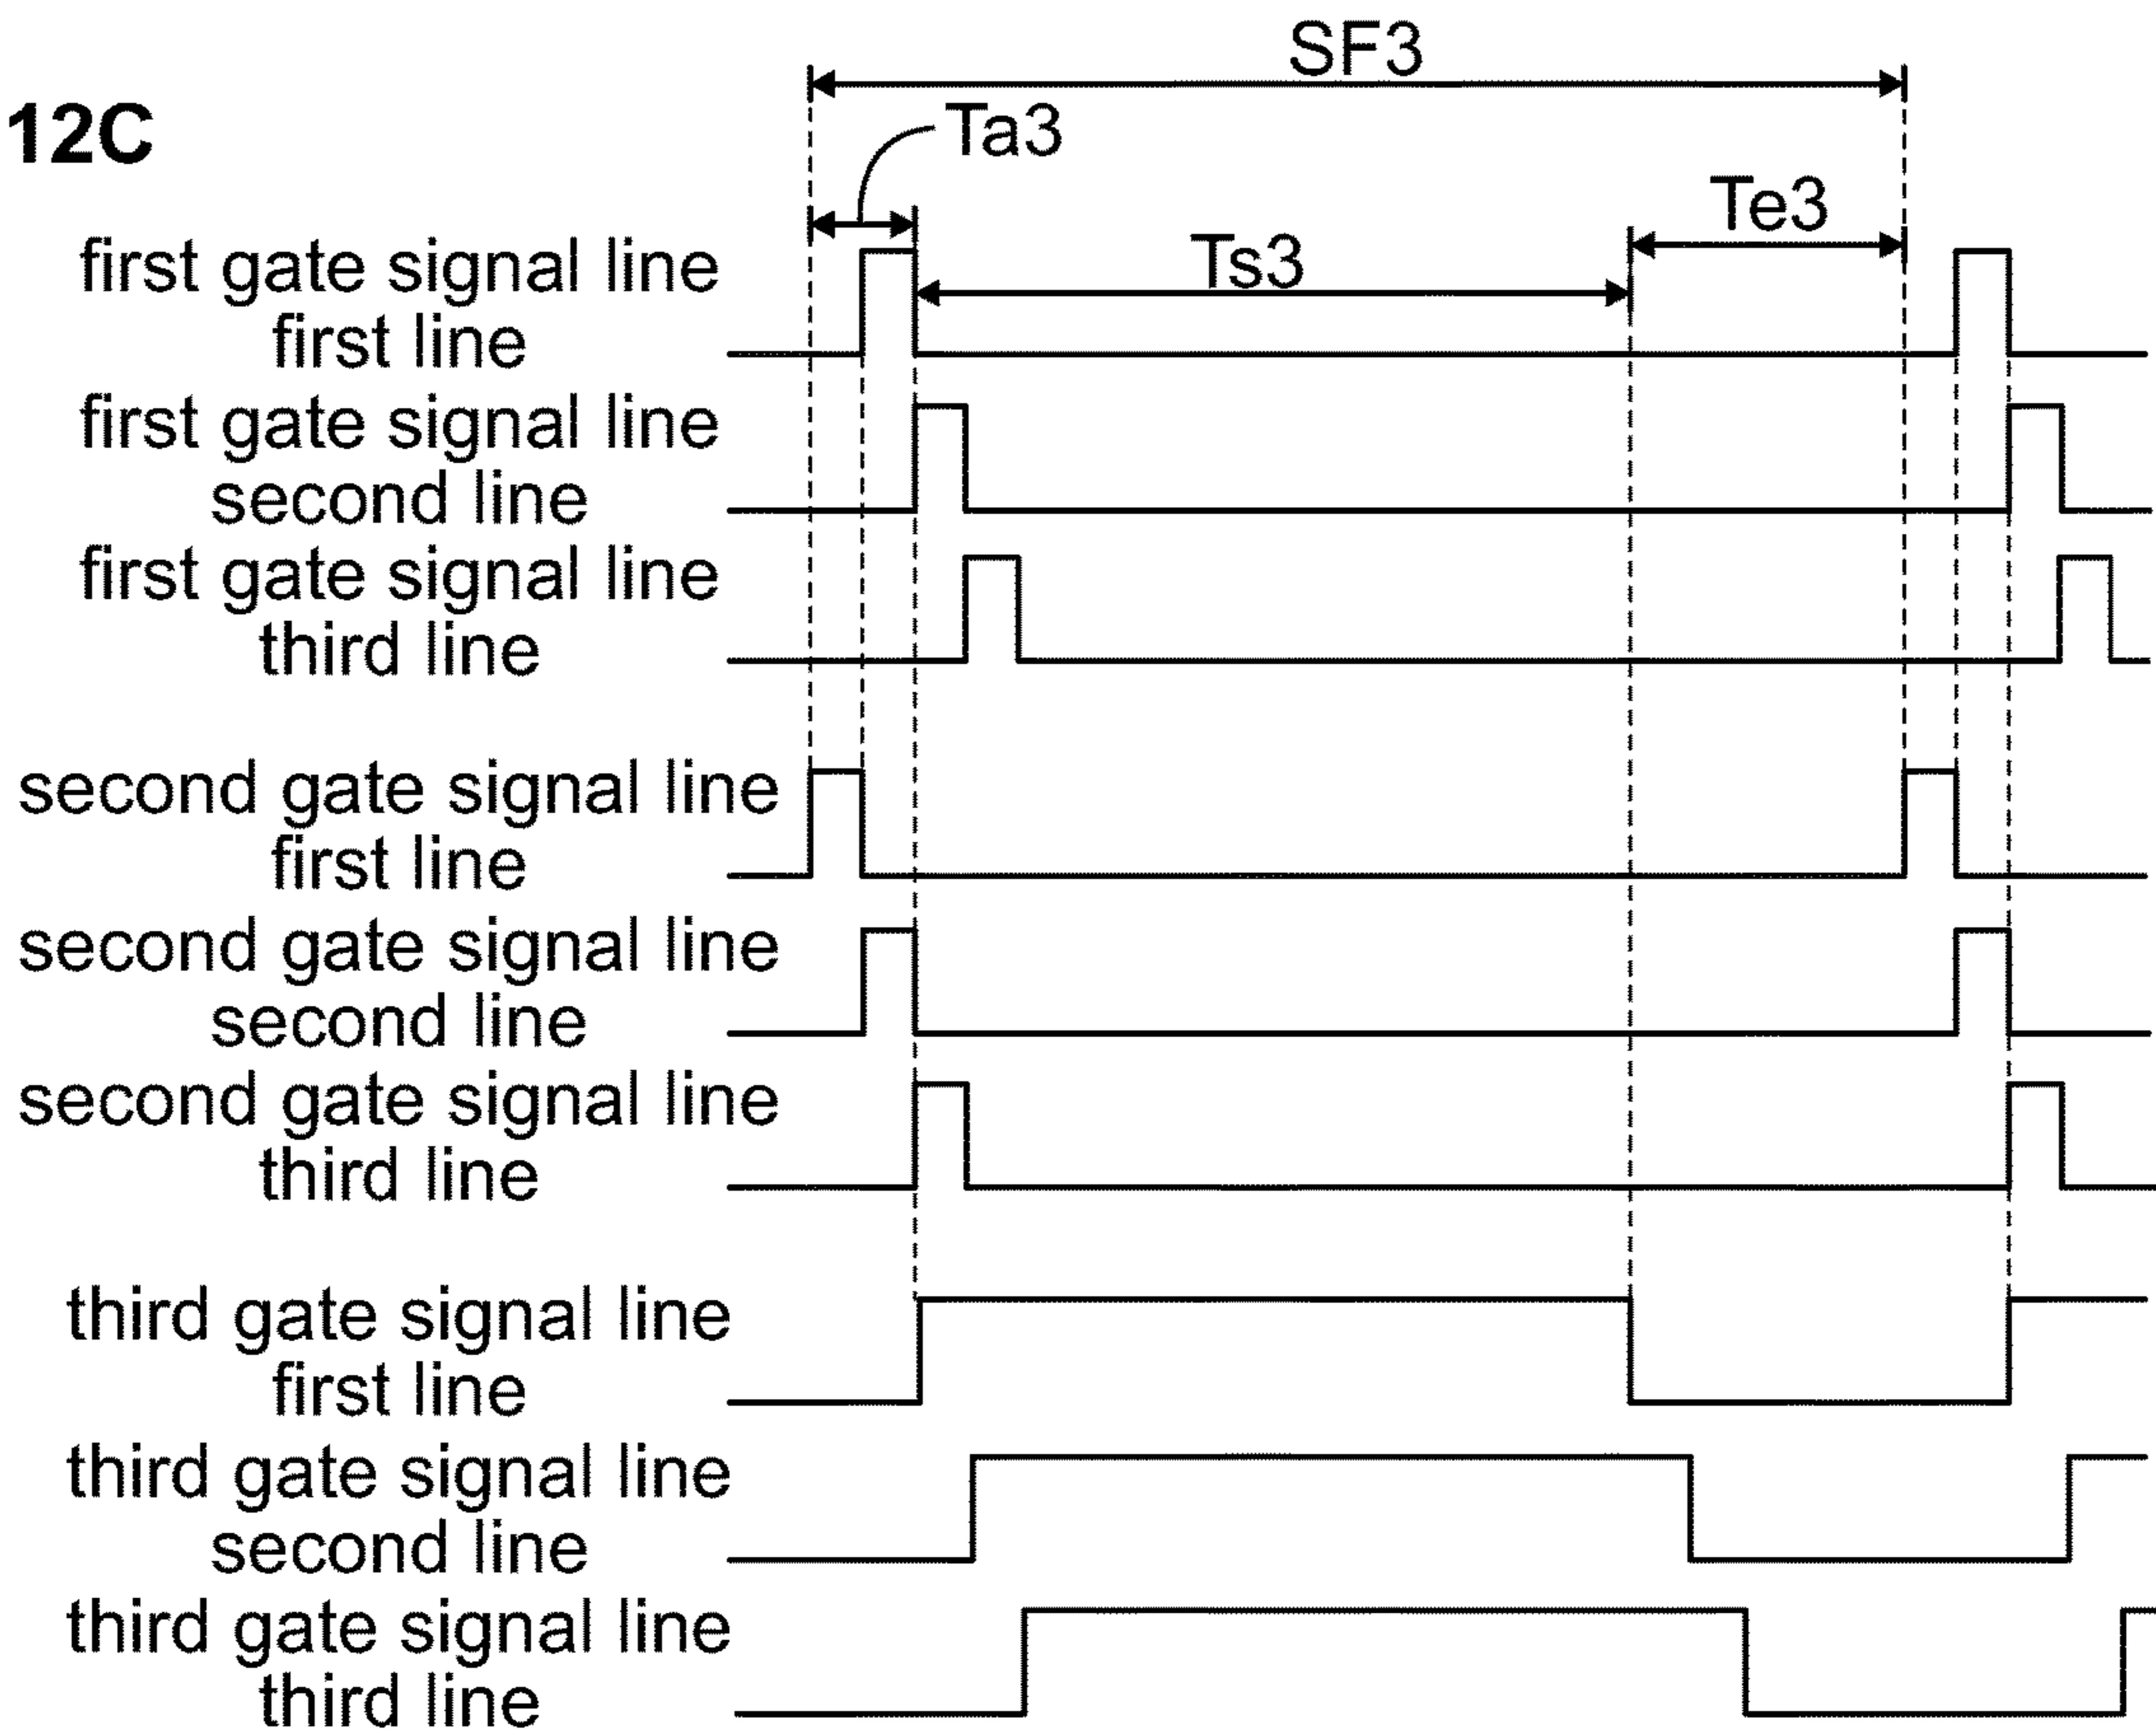 SF3
12C
Ta3
Te3
Ts3
first gate signal line
first line
first gate signal line
second line
first gate signal line
third line
second gate signal line
first line
second gate signal line
second line
second gate signal line
third line
third gate signal line
first line
third gate signal line
second line
third gate signal line
third line